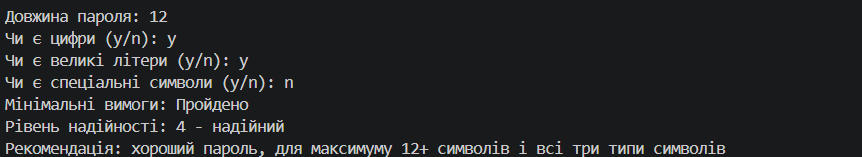 Довжина пароля: 12
Чи є цифри (y/n): y
Чи є великі літери (y/n): y
Чи є спеціальні символи (y/n): n
Мінімальні вимоги: Пройдено
Рівень надійності: 4 - надійний
Рекомендація: хороший пароль, для максимуму 12+ символів і всі три типи символів